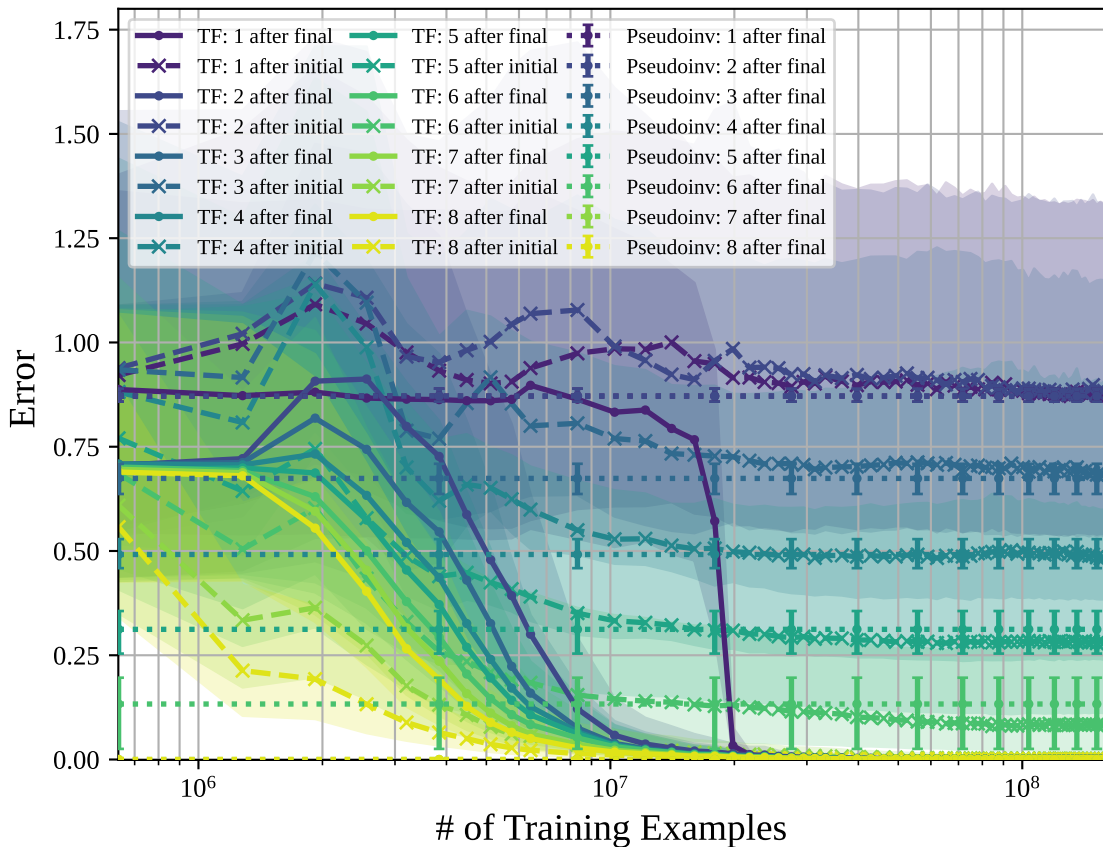 1.75
1.50
1.25
1.00
0.75
0.50
0.25
0.00
Error
TF: 1 after final
TF: 1 after initial
TF: 2 after final
TF: 2 after initial
TF: 3 after final
TF: 3 after initial
TF: 4 after final
TF: 4 after initial
TF: 5 after final
TF: 5 after initial
TF: 6 after final
TF: 6 after initial
TF: 7 after final
TF: 7 after initial
TF: 8 after final
TF: 8 after initial
Pseudoinv: 1 after final
Pseudoinv: 2 after final
Pseudoinv: 3 after final
Pseudoinv: 4 after final
Pseudoinv: 5 after final
Pseudoinv: 6 after final
Pseudoinv: 7 after final
Pseudoinv: 8 after final
10⁶ 10⁷ 10⁸
# of Training Examples